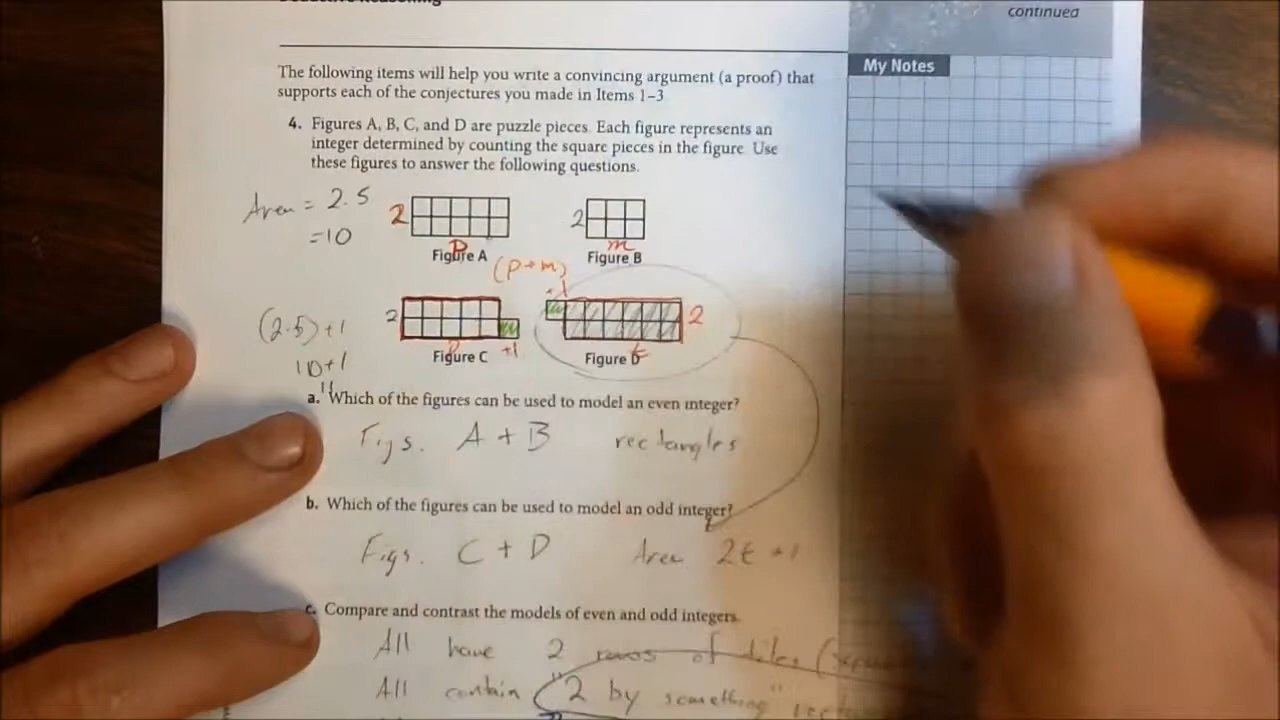 continued
My Notes
The following items will help you write a convincing argument (a proof) that
supports each of the conjectures you made in Items 1–3
4. Figures A, B, C, and D are puzzle pieces. Each figure represents an
integer determined by counting the square pieces in the figure. Use
these figures to answer the following questions.
Area = 2.5
=10
2
p
Figure A
2
m
Figure B
(p+m)
(2.5)+1
10+1
11
2
p
+1
Figure C
+1
2
t
Figure D
a. Which of the figures can be used to model an even integer?
Figs. A + B rectangles
b. Which of the figures can be used to model an odd integer?
Figs. C + D Area 2t +1
c. Compare and contrast the models of even and odd integers.
All have 2 rows of tiles
All contain "2 by something"